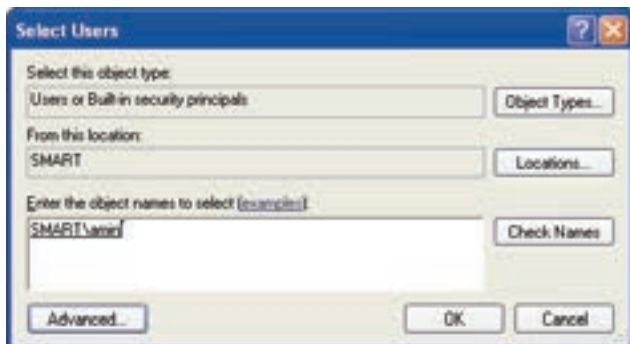 Select Users
Select this object type:
Users or Built-in security principals
Object Types...
From this location:
SMART
Locations...
Enter the object names to select (examples):
SMART\amin
Check Names
Advanced...
OK
Cancel